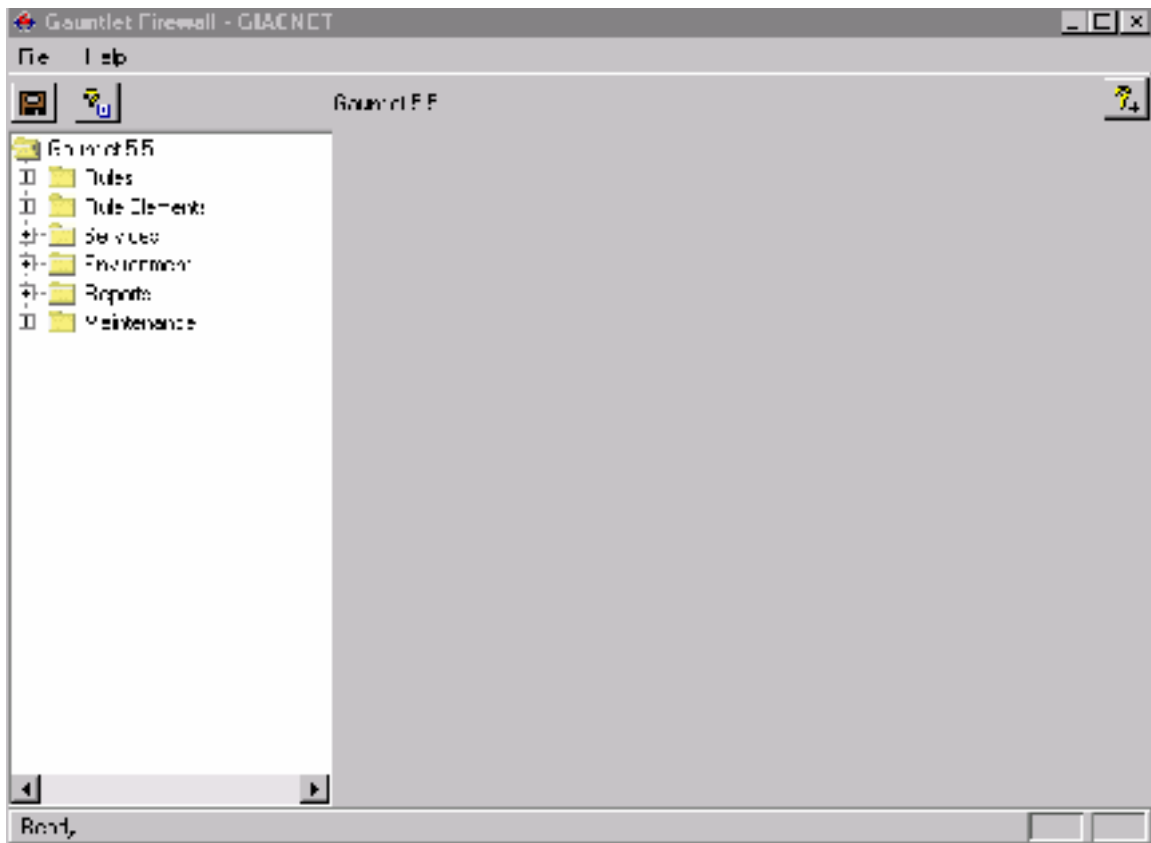 Gauntlet Firewall - GIACNET
File Help
Gauntlet 5.5
Gauntlet 5.5
Rules
Rule Elements
Services
Environment
Reports
Maintenance
Ready